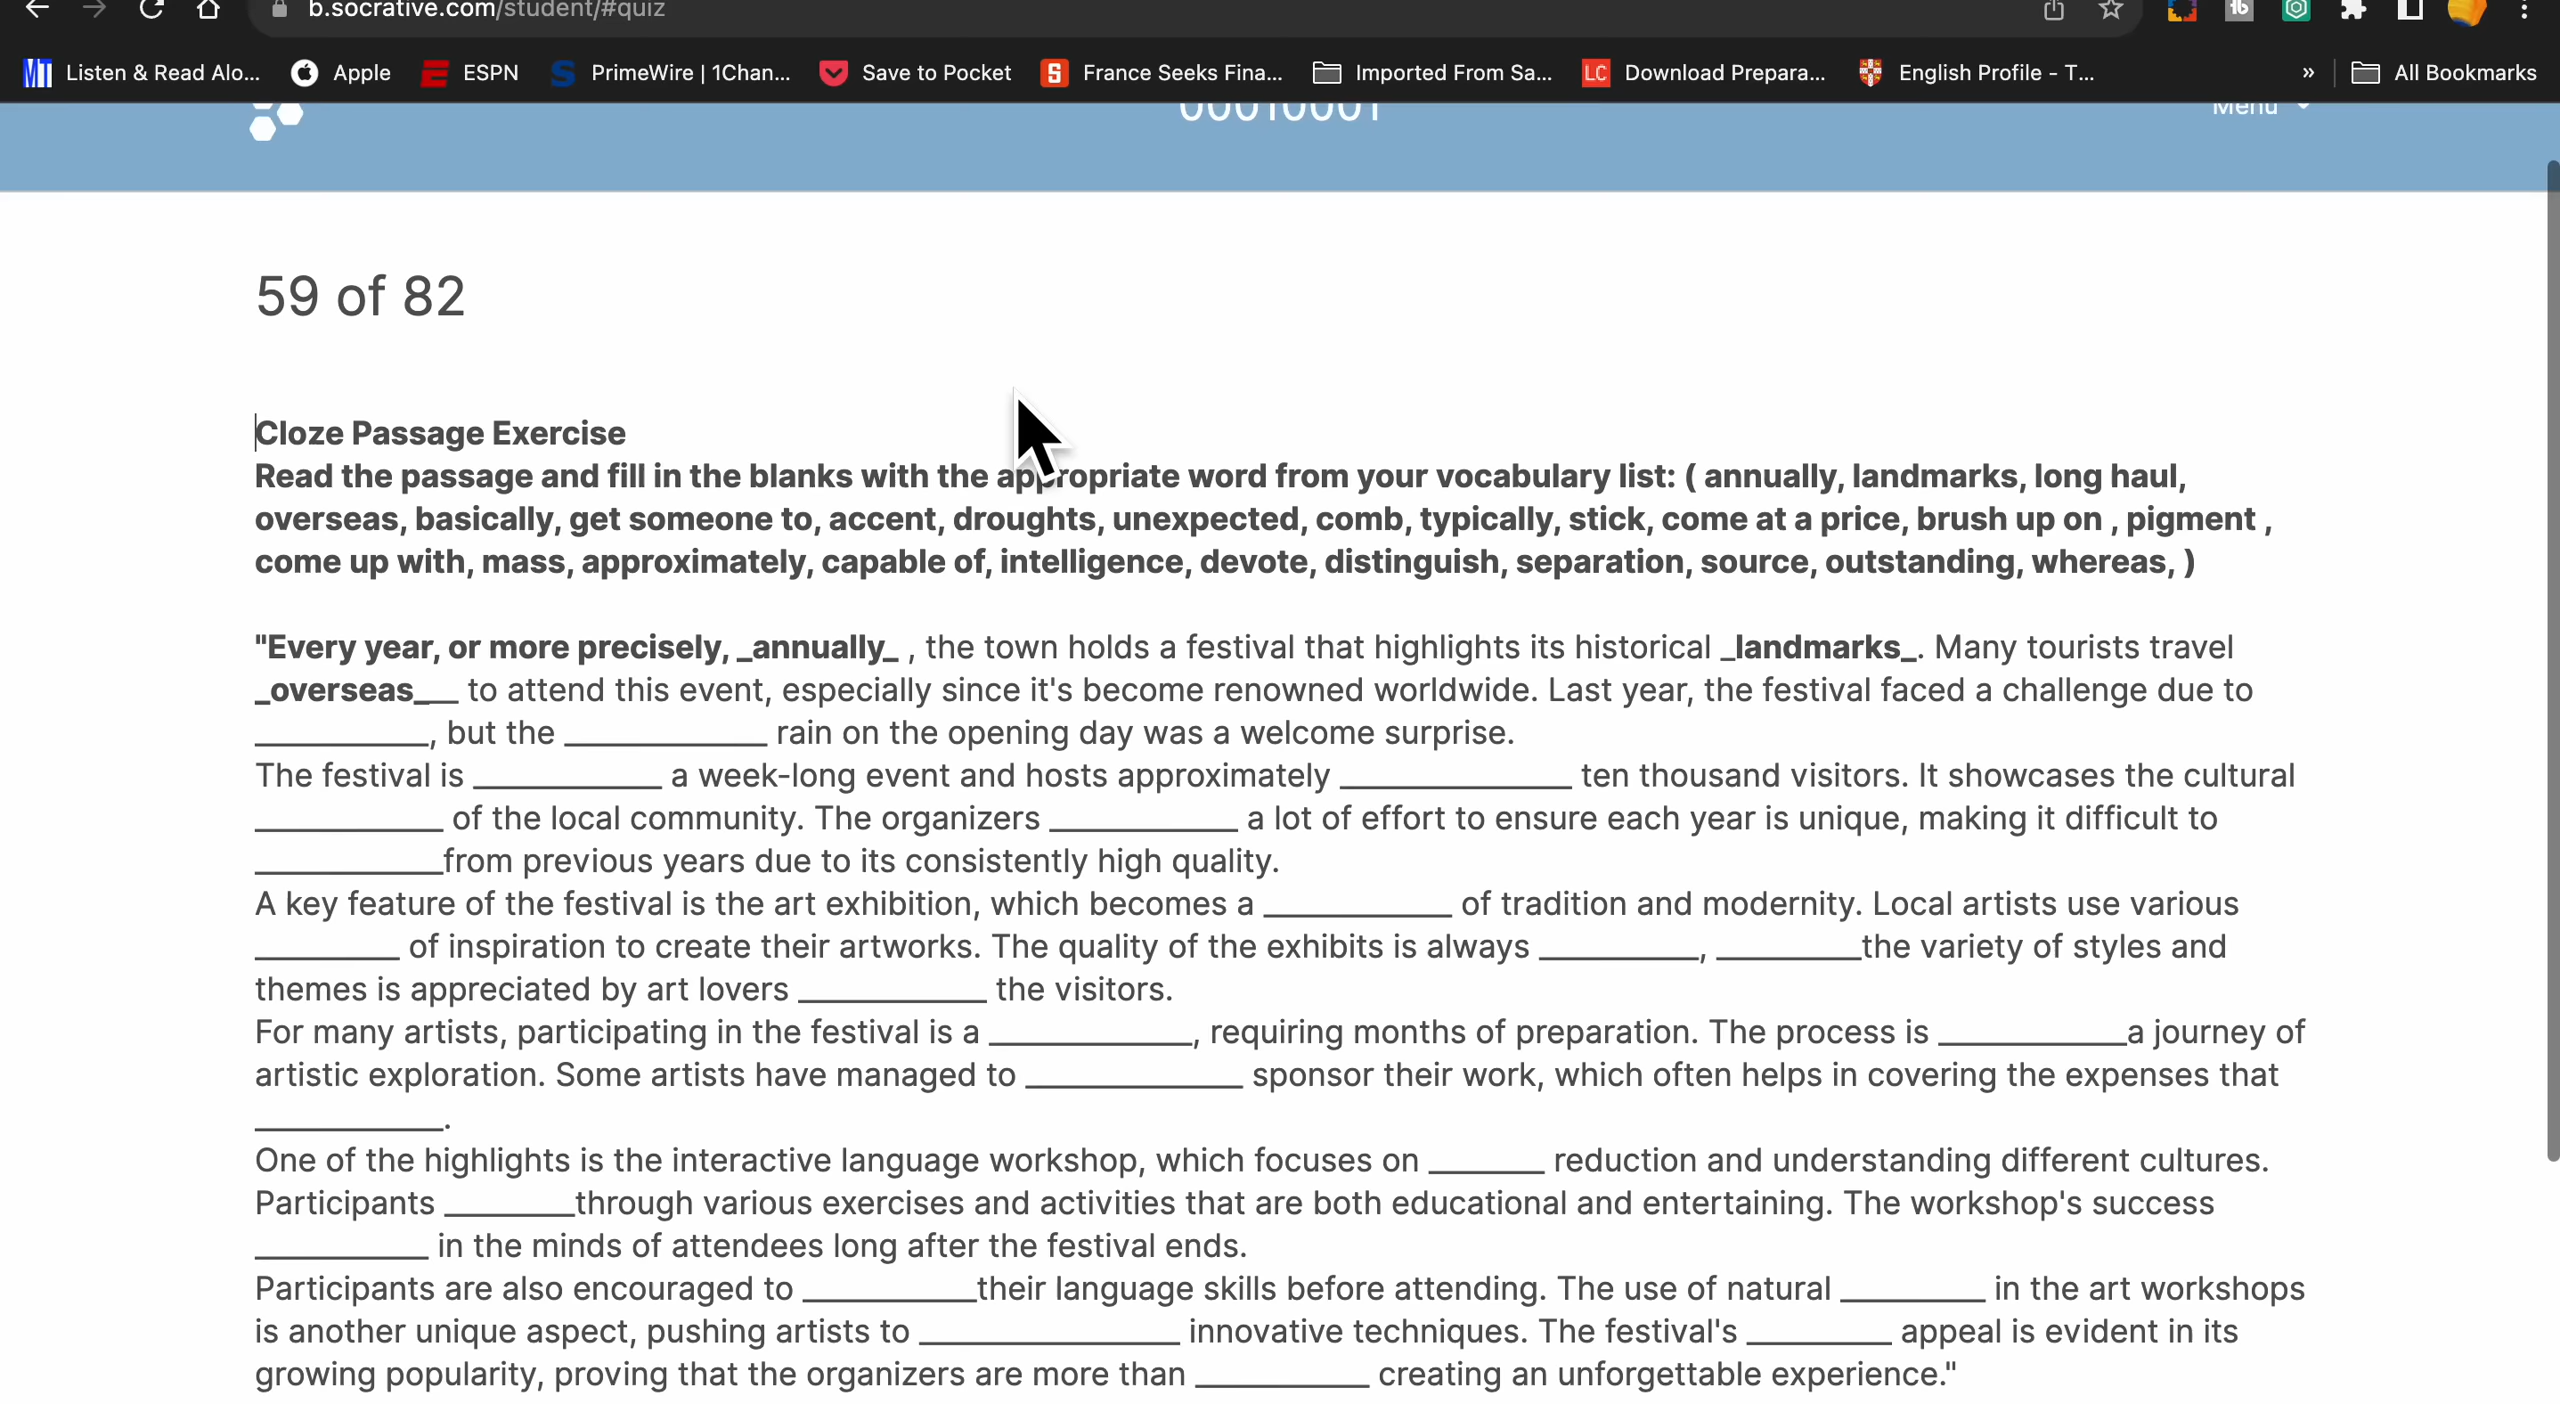 b.socrative.com/student/#quiz
Listen & Read Alo... Apple ESPN PrimeWire | 1Chan... Save to Pocket France Seeks Fina... Imported From Sa... LC Download Prepara... English Profile - T... » All Bookmarks
00010001 Menu
59 of 82
Cloze Passage Exercise
Read the passage and fill in the blanks with the appropriate word from your vocabulary list: ( annually, landmarks, long haul,
overseas, basically, get someone to, accent, droughts, unexpected, comb, typically, stick, come at a price, brush up on , pigment ,
come up with, mass, approximately, capable of, intelligence, devote, distinguish, separation, source, outstanding, whereas, )
"Every year, or more precisely, _annually_ , the town holds a festival that highlights its historical _landmarks_. Many tourists travel
_overseas___ to attend this event, especially since it's become renowned worldwide. Last year, the festival faced a challenge due to
____________, but the ______________ rain on the opening day was a welcome surprise.
The festival is _____________ a week-long event and hosts approximately ________________ ten thousand visitors. It showcases the cultural
_____________ of the local community. The organizers _____________ a lot of effort to ensure each year is unique, making it difficult to
_____________from previous years due to its consistently high quality.
A key feature of the festival is the art exhibition, which becomes a _____________ of tradition and modernity. Local artists use various
__________ of inspiration to create their artworks. The quality of the exhibits is always ___________, __________the variety of styles and
themes is appreciated by art lovers _____________ the visitors.
For many artists, participating in the festival is a ______________, requiring months of preparation. The process is _____________a journey of
artistic exploration. Some artists have managed to _______________ sponsor their work, which often helps in covering the expenses that
_____________.
One of the highlights is the interactive language workshop, which focuses on ________ reduction and understanding different cultures.
Participants _________through various exercises and activities that are both educational and entertaining. The workshop's success
____________ in the minds of attendees long after the festival ends.
Participants are also encouraged to ____________their language skills before attending. The use of natural __________ in the art workshops
is another unique aspect, pushing artists to __________________ innovative techniques. The festival's __________ appeal is evident in its
growing popularity, proving that the organizers are more than ____________ creating an unforgettable experience."